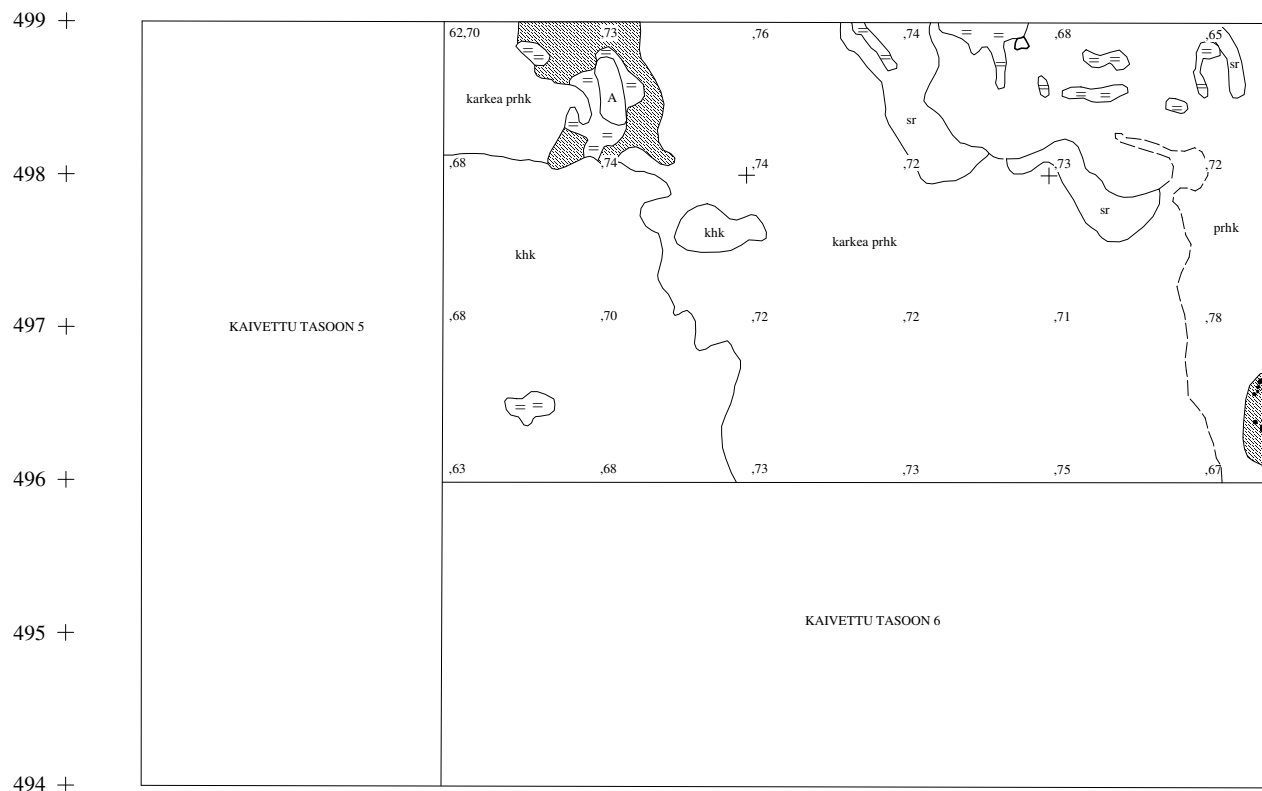 499
62,70 ,73 ,76 ,74 ,68 ,65
sr
karkea prhk A
sr
498 ,68 ,74 ,74 ,72 ,73 ,72
sr
khk khk karkea prhk prhk
497 ,68 ,70 ,72 ,72 ,71 ,78
KAIVETTU TASOON 5
496 ,63 ,68 ,73 ,73 ,75 ,67
495 KAIVETTU TASOON 6
494